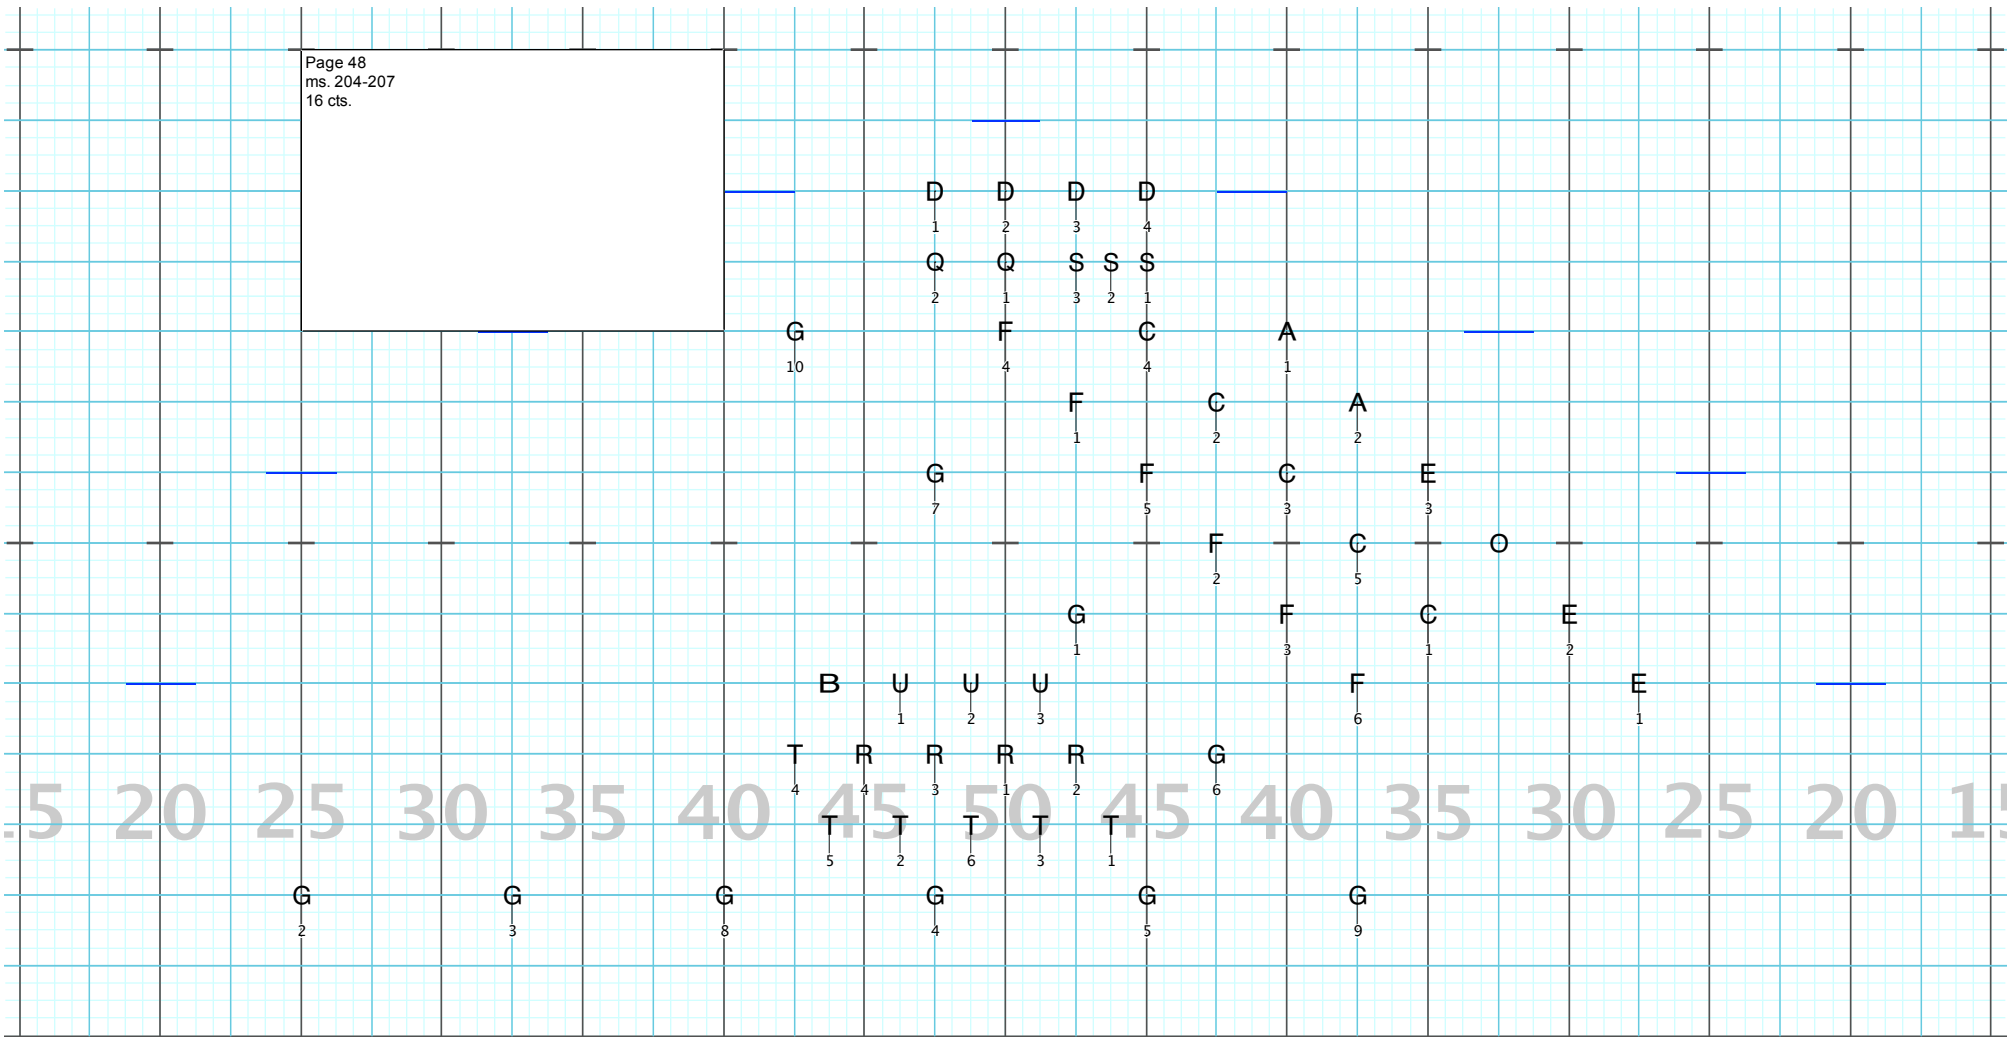 Page 48
ms. 204-207
16 cts.
D D D D
1 2 3 4
Q Q S S S
2 1 3 2 1
G F C A
10 4 4 1
F C A
1 2 2
G F C E
7 5 3 3
F C O
2 5
G F C E
1 3 1 2
B U U U F E
1 2 3 6 1
T R R R R G
4 4 3 1 2 6
15 20 25 30 35 40 45 50 45 40 35 30 25 20 15
T T T T T
5 2 6 3 1
G G G G G G
2 3 8 4 5 9